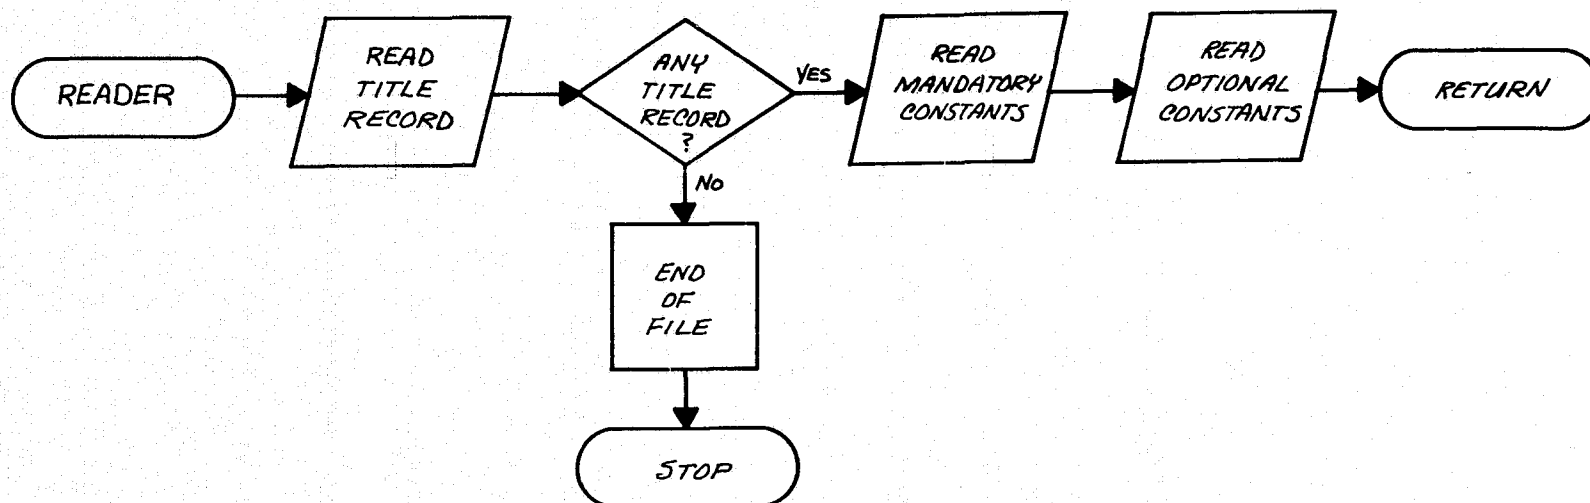 READER
READ
TITLE
RECORD
ANY
TITLE
RECORD
?
YES
READ
MANDATORY
CONSTANTS
READ
OPTIONAL
CONSTANTS
RETURN
NO
END
OF
FILE
STOP